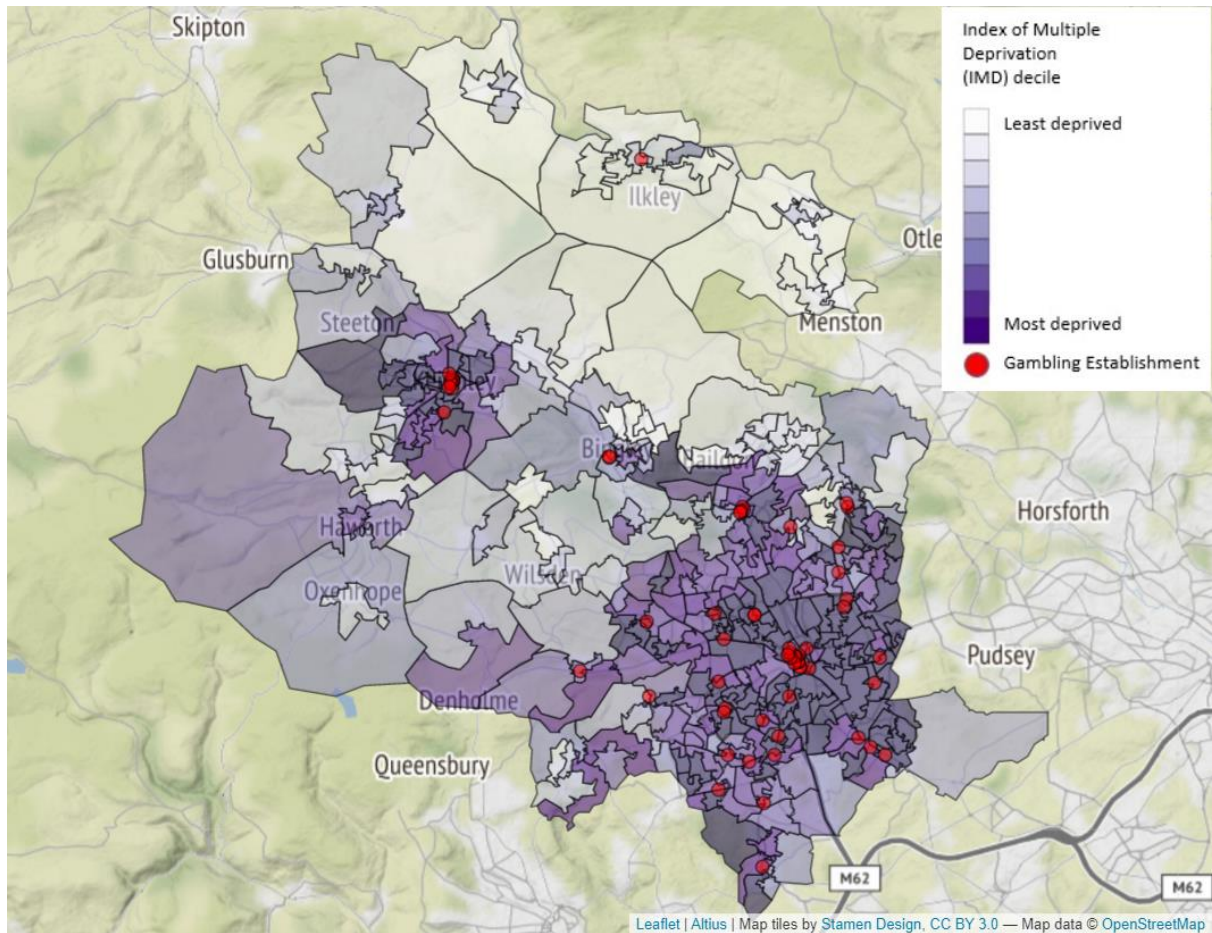 Skipton
Index of Multiple
Deprivation
(IMD) decile
Least deprived
Ilkley
Otle
Glusburn
Steeton
Menston
Most deprived
Gambling Establishment
Horsforth
Haworth
Wilsden
Oxenhope
Pudsey
Denholme
Queensbury
M62
M62
Leaflet | Altius | Map tiles by Stamen Design, CC BY 3.0 — Map data © OpenStreetMap